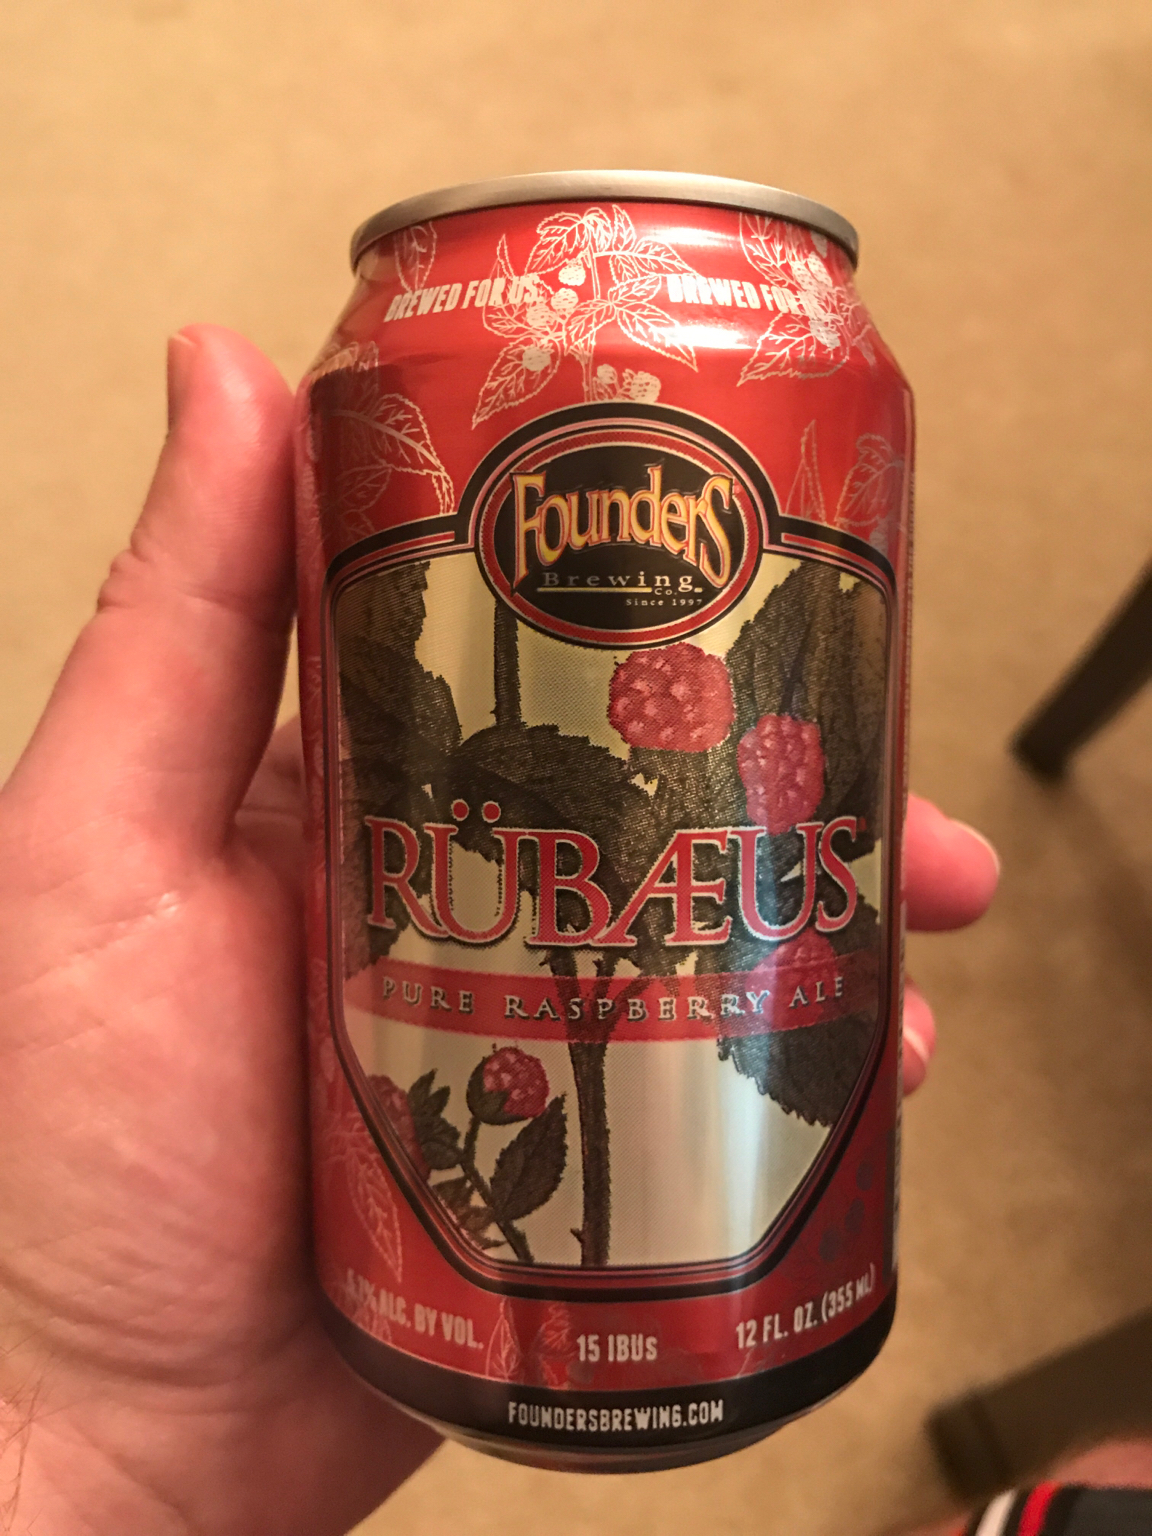 BREWED FOR US.
BREWED FOR
Founders
Brewing
Co.
Since 1997
RÜBÆUS
PURE RASPBERRY ALE
ALC. BY VOL.
15 IBUs
12 FL. OZ. (355 ML)
FOUNDERSBREWING.COM